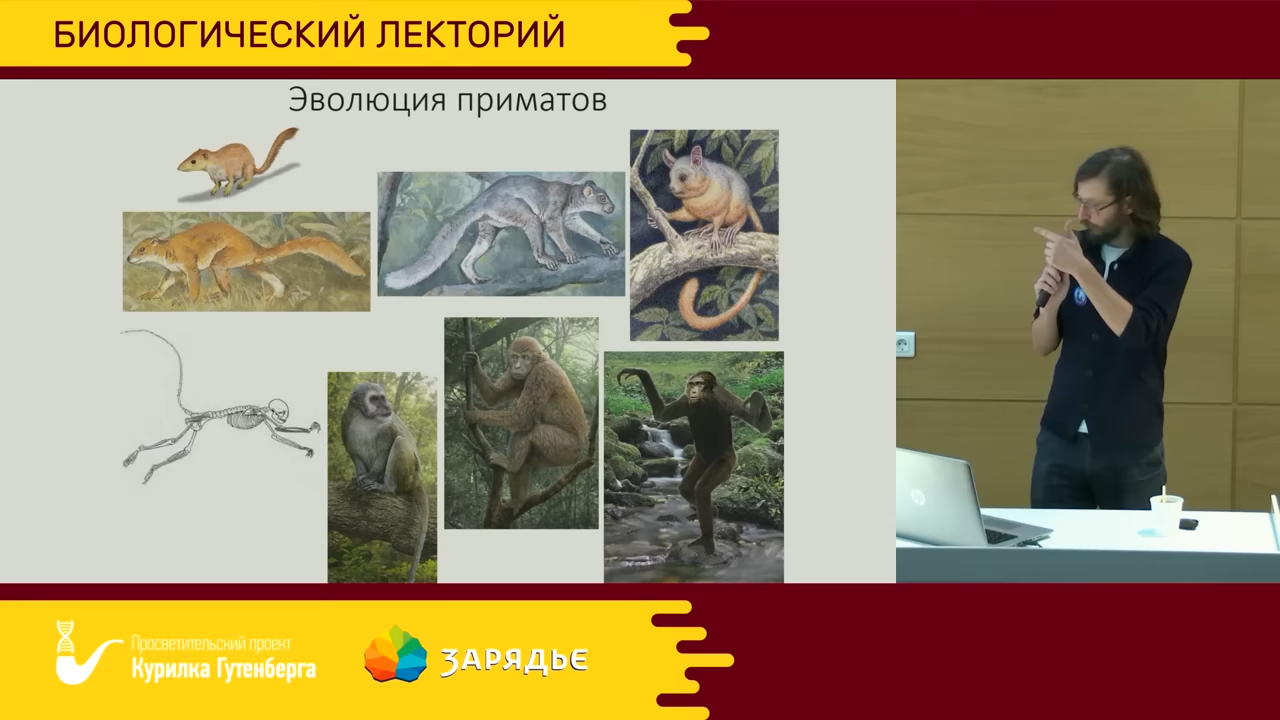 БИОЛОГИЧЕСКИЙ ЛЕКТОРИЙ
Эволюция приматов
Просветительский проект
Курилка Гутенберга
ЗАРЯДЬЕ